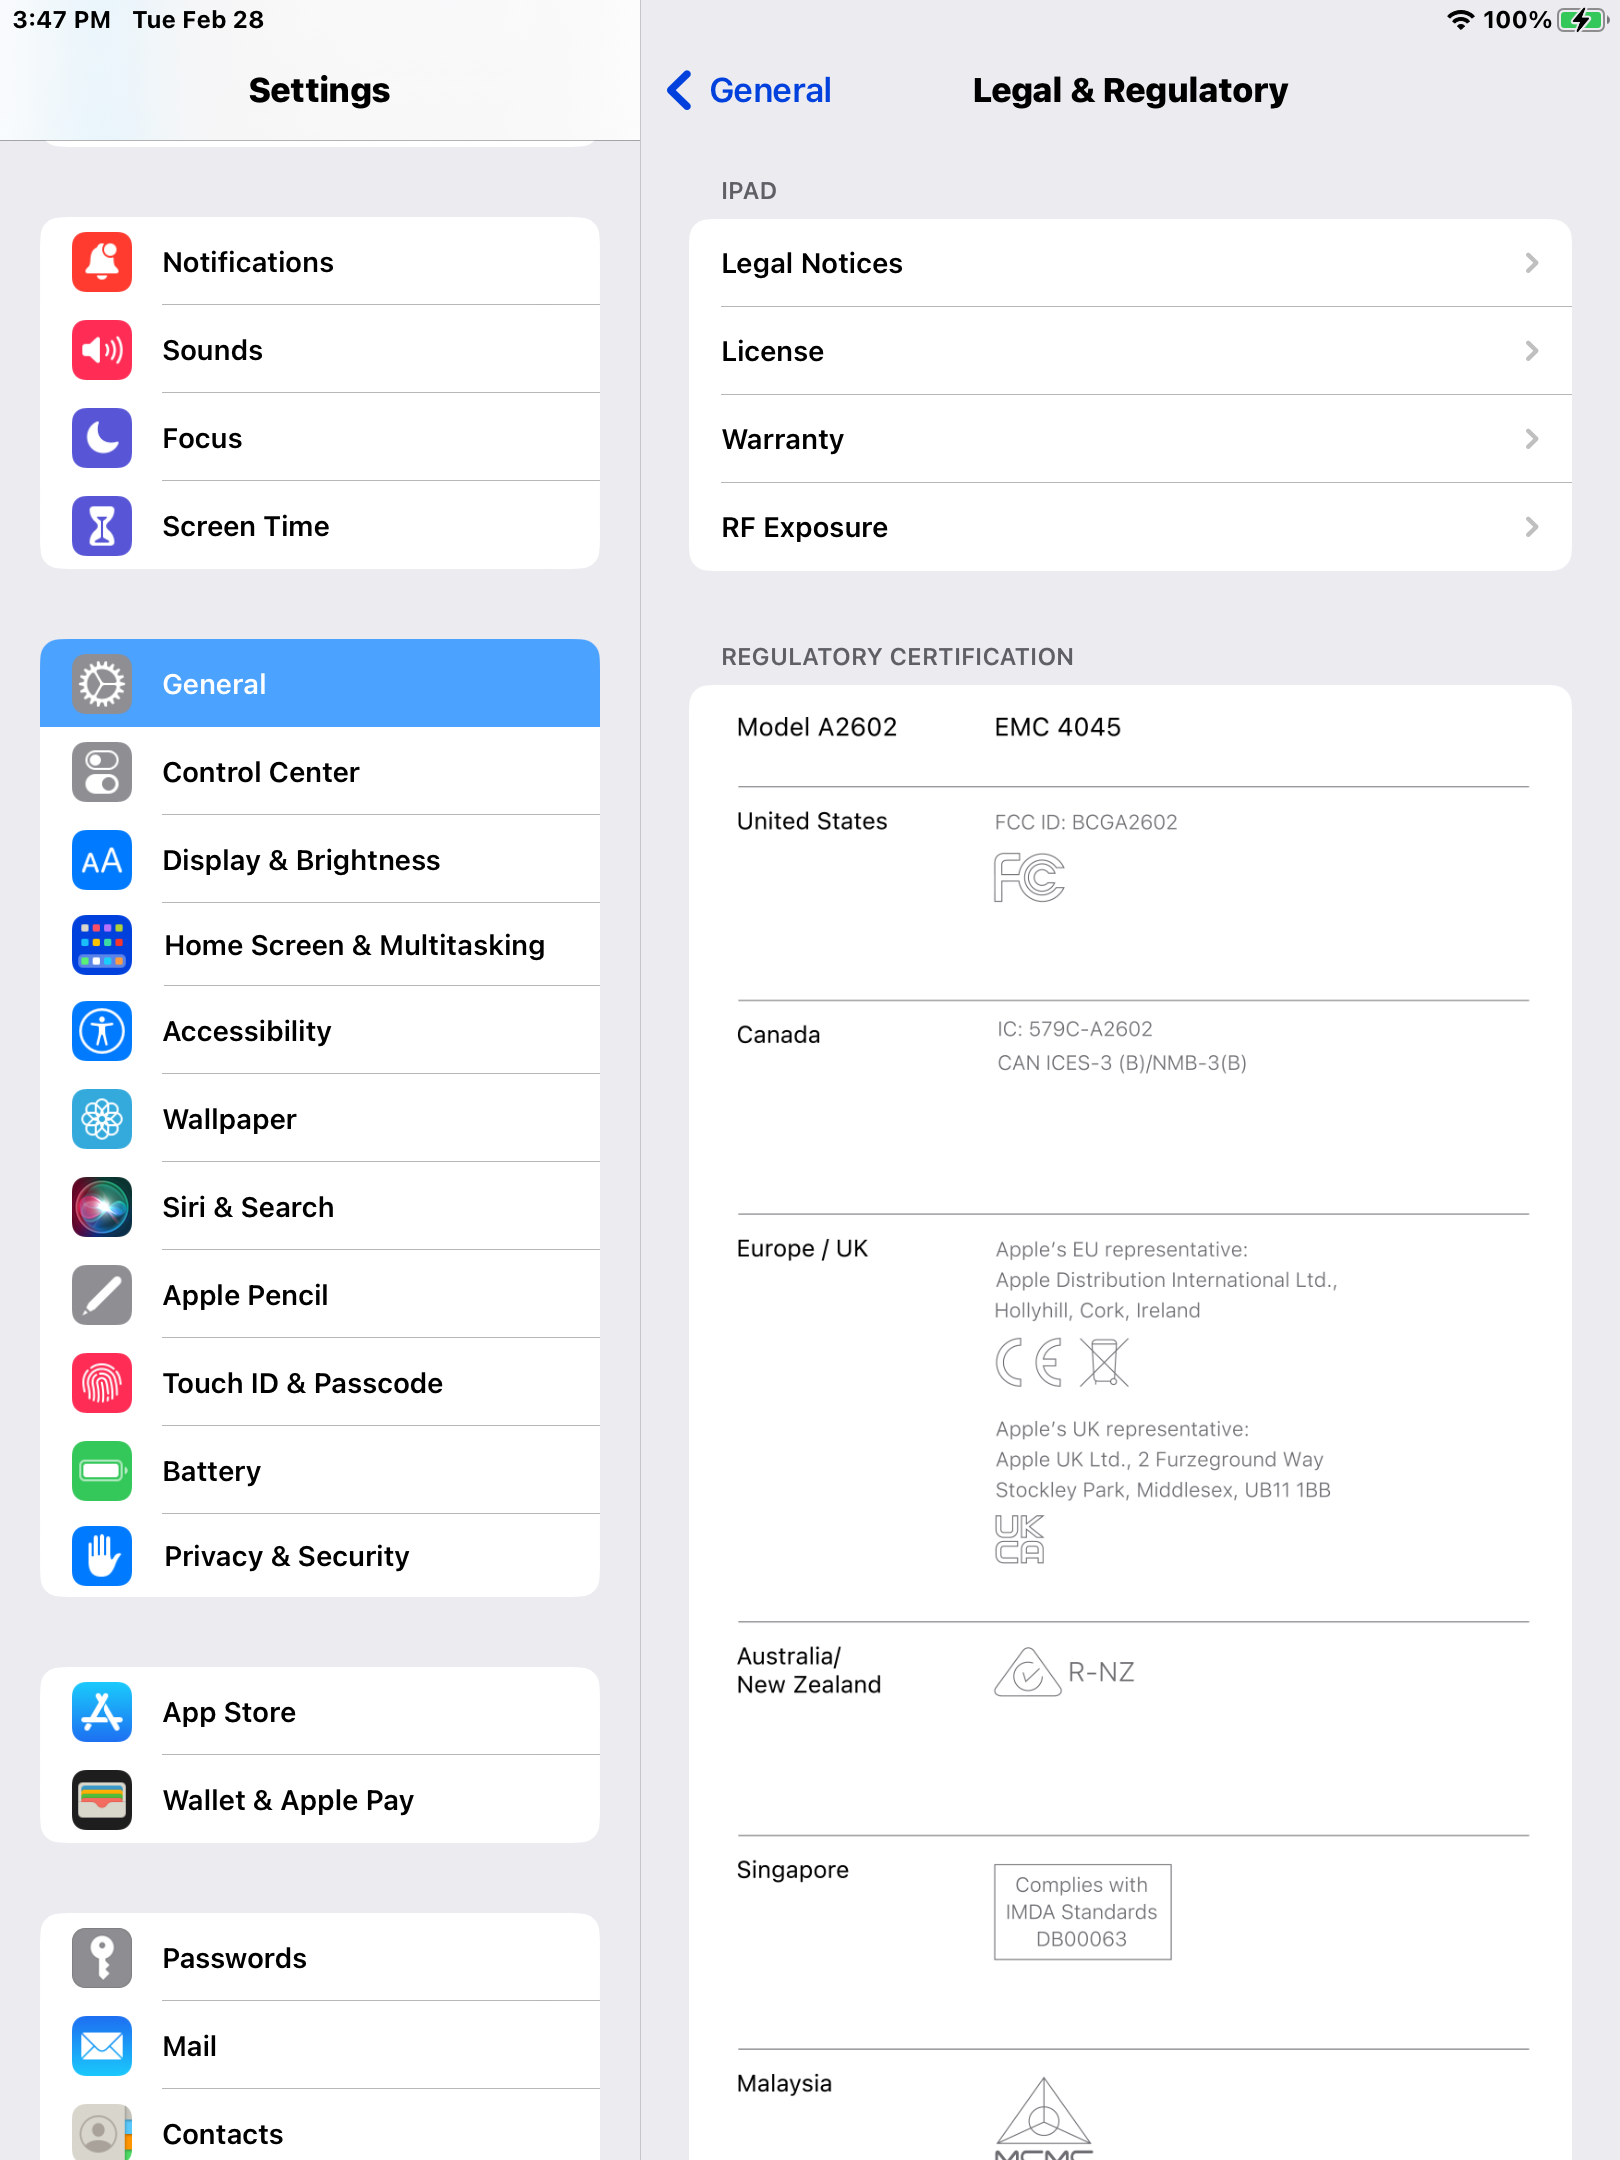 3:47 PM Tue Feb 28
100%
Settings
Notifications
Sounds
Focus
Screen Time
General
Control Center
AA
Display & Brightness
Home Screen & Multitasking
Accessibility
Wallpaper
Siri & Search
Apple Pencil
Touch ID & Passcode
Battery
Privacy & Security
App Store
Wallet & Apple Pay
Passwords
Mail
Contacts
General
Legal & Regulatory
IPAD
Legal Notices
License
Warranty
RF Exposure
REGULATORY CERTIFICATION
Model A2602 EMC 4045
United States FCC ID: BCGA2602
FC
Canada IC: 579C-A2602
CAN ICES-3 (B)/NMB-3(B)
Europe / UK Apple's EU representative:
Apple Distribution International Ltd.,
Hollyhill, Cork, Ireland
CE
Apple's UK representative:
Apple UK Ltd., 2 Furzeground Way
Stockley Park, Middlesex, UB11 1BB
UK
CA
Australia/
New Zealand R-NZ
Singapore Complies with
IMDA Standards
DB00063
Malaysia
MCMC